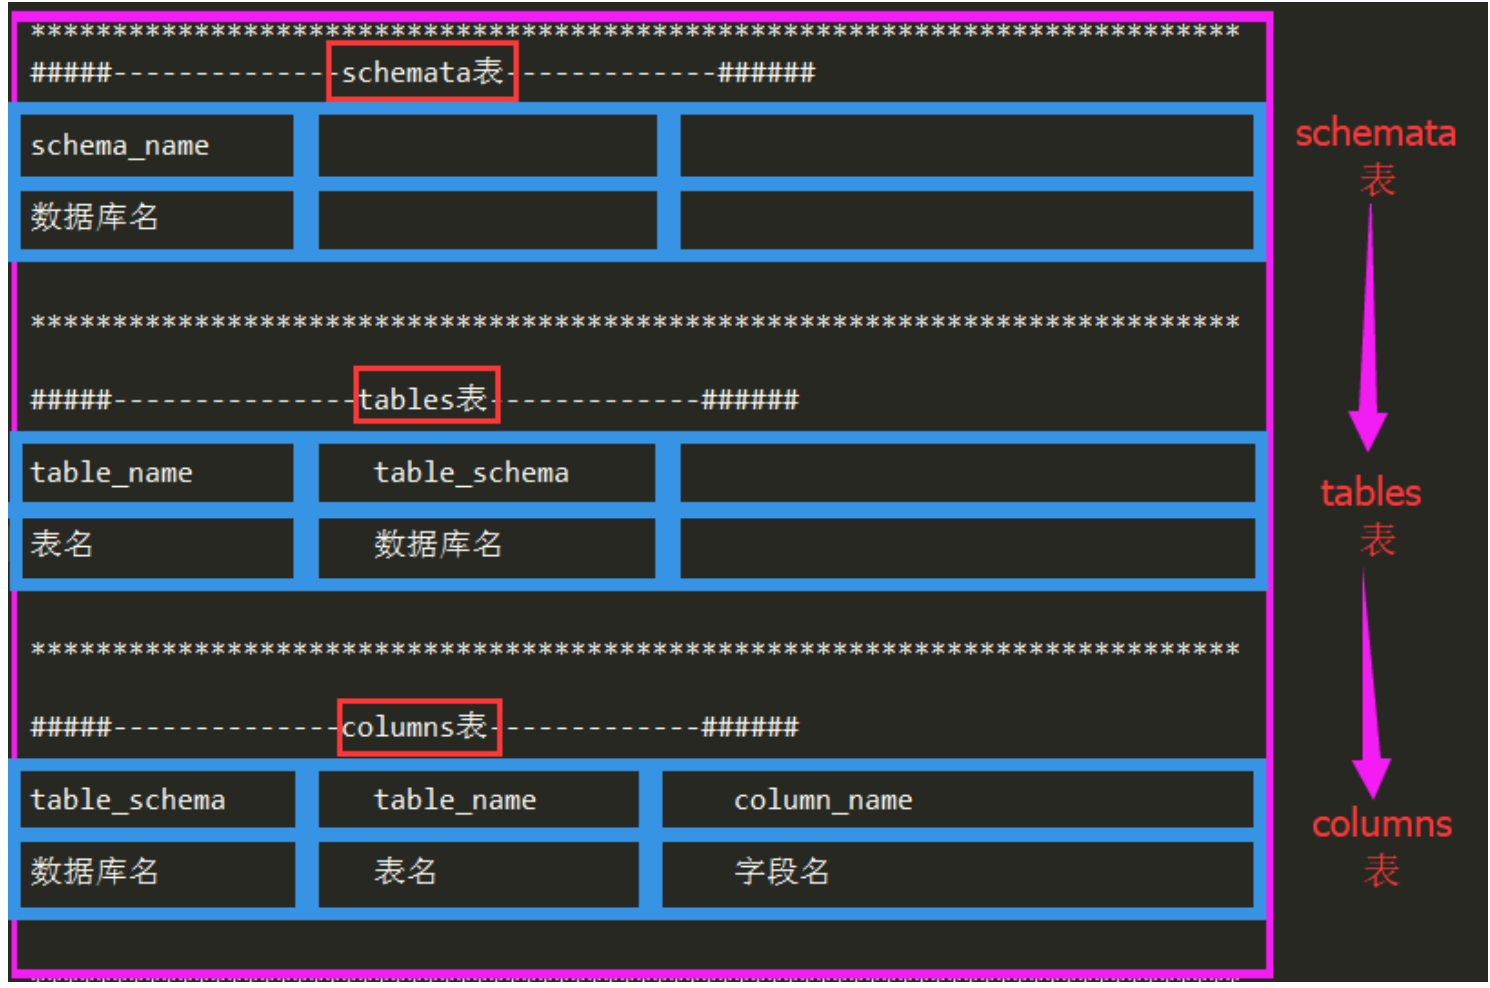 ***************************************************************************
#####--------------schemata表-------------######
schema_name
数据库名
***************************************************************************
#####---------------tables表-------------######
table_name table_schema
表名 数据库名
***************************************************************************
#####--------------columns表-------------######
table_schema table_name column_name
数据库名 表名 字段名
schemata
表
tables
表
columns
表